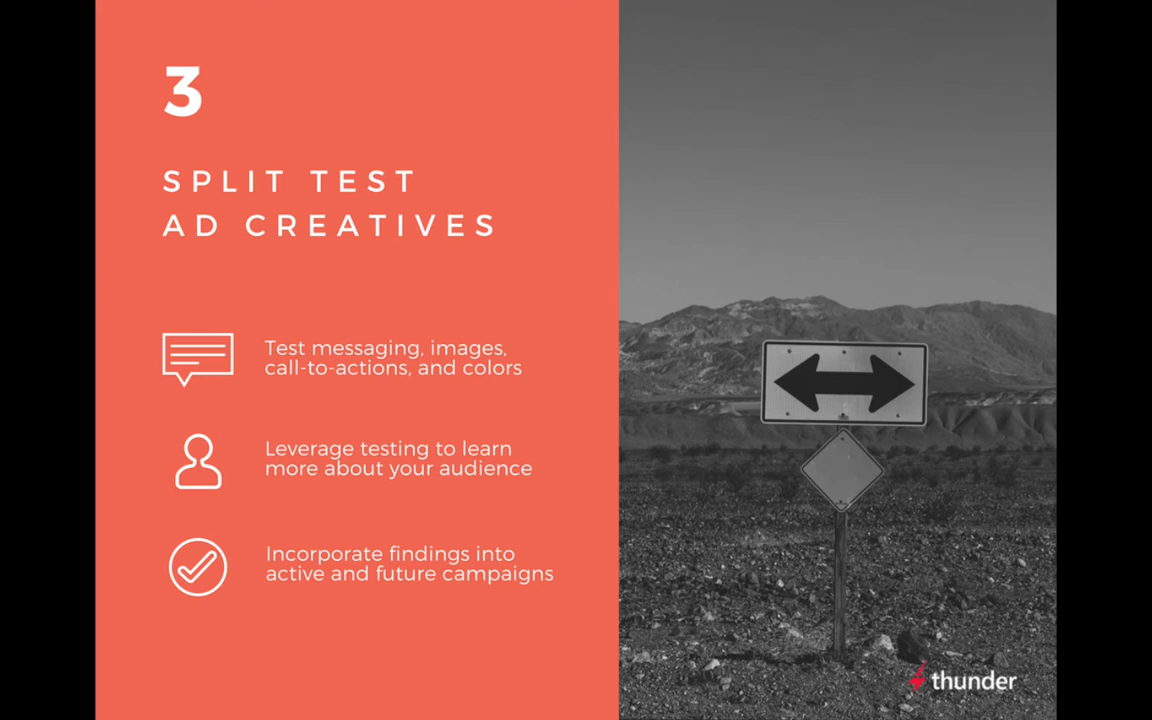 3
SPLIT TEST
AD CREATIVES
Test messaging, images,
call-to-actions, and colors
Leverage testing to learn
more about your audience
Incorporate findings into
active and future campaigns
thunder